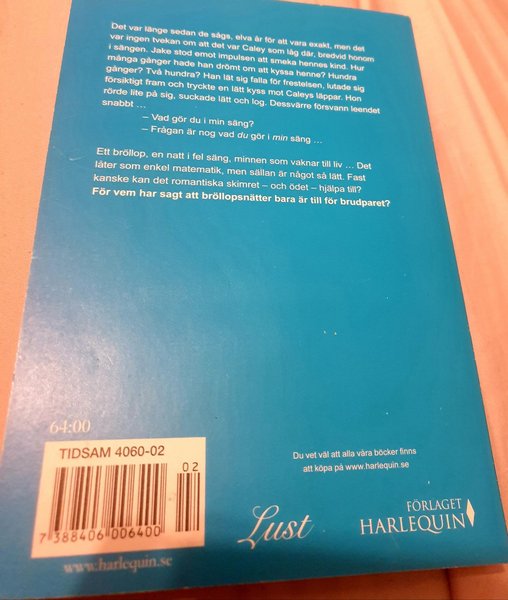 Det var länge sedan de sågs, elva år för att vara exakt, men det
var ingen tvekan om att det var Caley som låg där, bredvid honom
i sängen. Jake stod emot impulsen att smeka hennes kind. Hur
många gånger hade han drömt om att kyssa henne? Hundra
gånger? Två hundra? Han lät sig falla för frestelsen, lutade sig
försiktigt fram och tryckte en lätt kyss mot Caleys läppar. Hon
rörde lite på sig, suckade lätt och log. Dessvärre försvann leendet
snabbt ...
– Vad gör du i min säng?
– Frågan är nog vad du gör i min säng ...
Ett bröllop, en natt i fel säng, minnen som vaknar till liv ... Det
låter som enkel matematik, men sällan är något så lätt. Fast
kanske kan det romantiska skimret – och ödet – hjälpa till?
För vem har sagt att bröllopsnätter bara är till för brudparet?
64:00
TIDSAM 4060-02
02
7 388406 006400
www.harlequin.se
Du vet väl att alla våra böcker finns
att köpa på www.harlequin.se
Lust
FÖRLAGET
HARLEQUIN